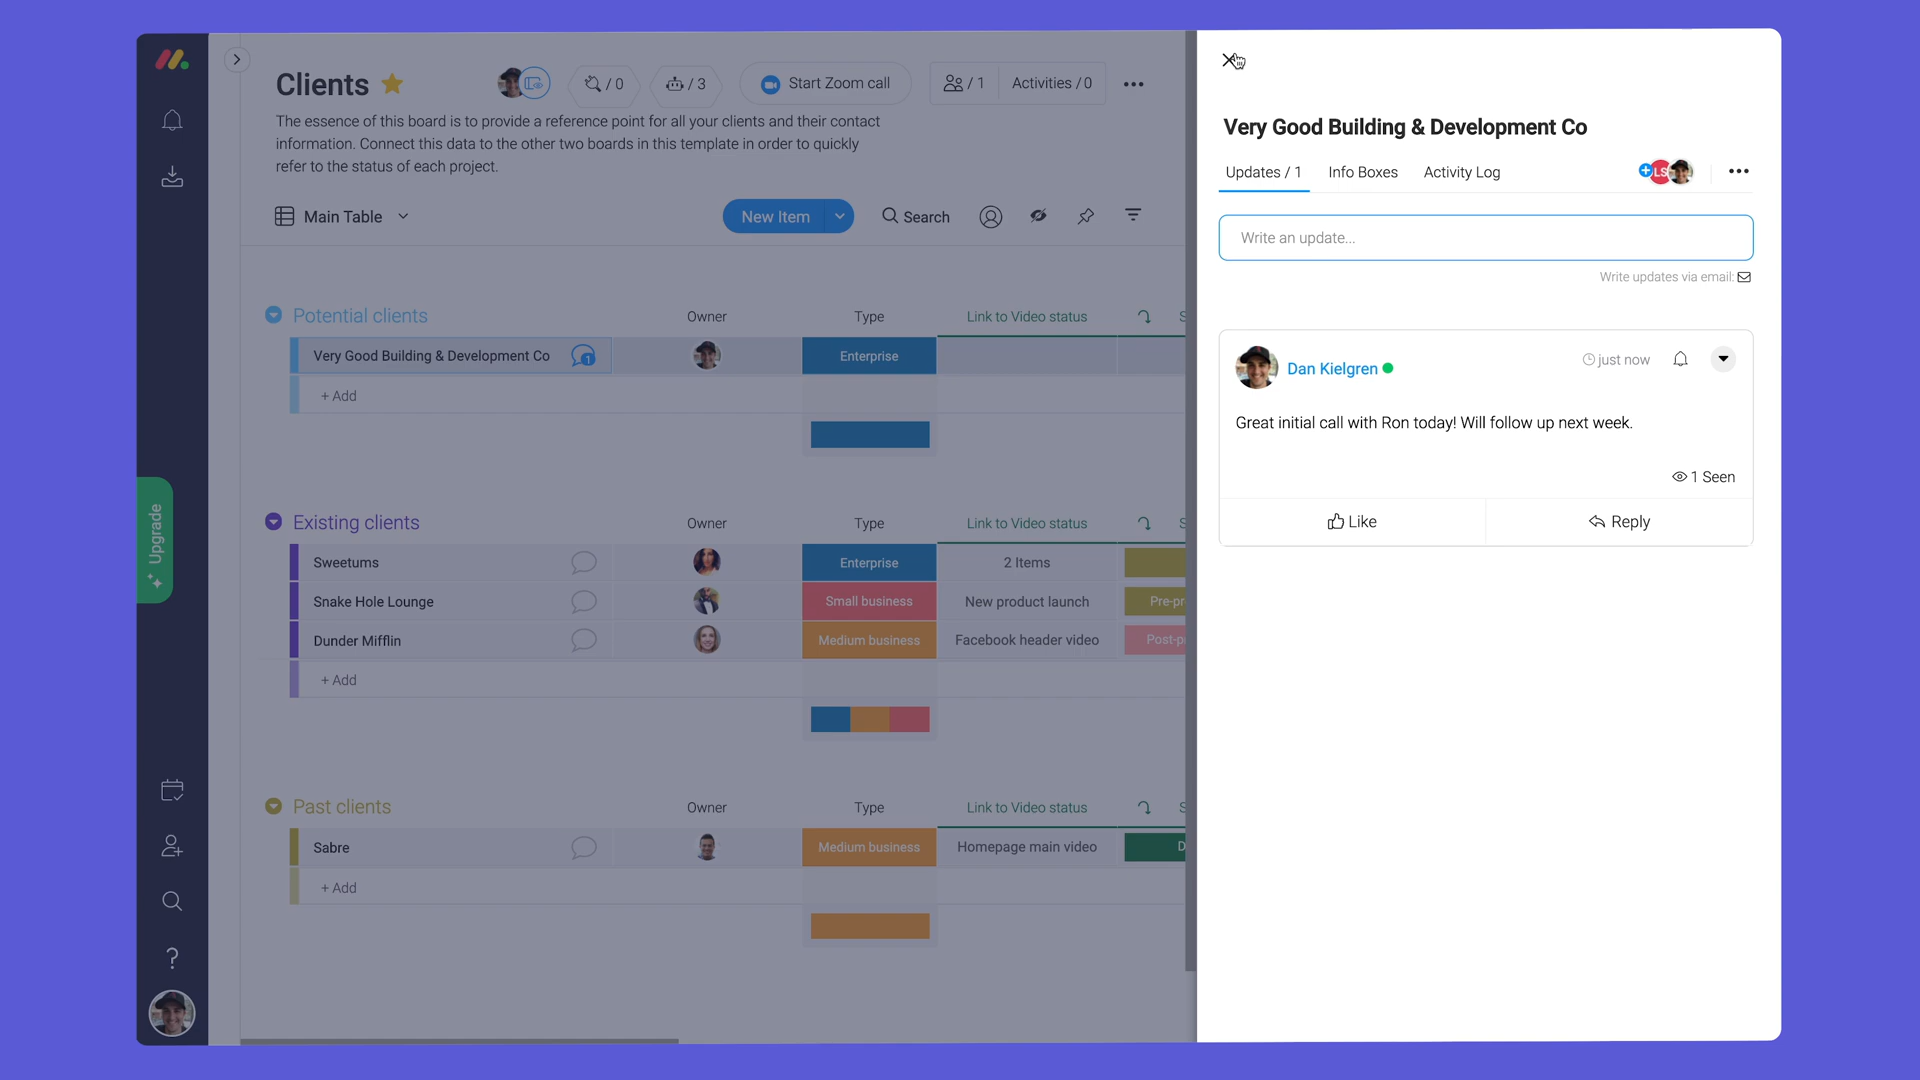 Clients
/ 0
/ 3
Start Zoom call
/ 1
Activities / 0
The essence of this board is to provide a reference point for all your clients and their contact
information. Connect this data to the other two boards in this template in order to quickly
refer to the status of each project.
Main Table
New Item
Search
Potential clients
Owner
Type
Link to Video status
S
Very Good Building & Development Co
1
Enterprise
+ Add
Existing clients
Owner
Type
Link to Video status
S
Sweetums
Enterprise
2 Items
Snake Hole Lounge
Small business
New product launch
Pre-pr
Dunder Mifflin
Medium business
Facebook header video
Post-p
+ Add
Past clients
Owner
Type
Link to Video status
S
Sabre
Medium business
Homepage main video
D
+ Add
Upgrade
?
Very Good Building & Development Co
Updates / 1
Info Boxes
Activity Log
LS
Write an update...
Write updates via email:
Dan Kielgren
just now
Great initial call with Ron today! Will follow up next week.
1 Seen
Like
Reply